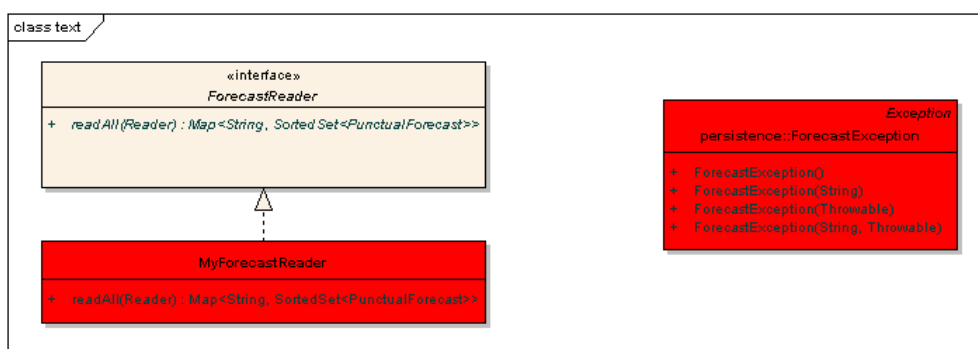 class text
«interface»
ForecastReader
+ readAll(Reader) : Map<String, SortedSet<PunctualForecast>>
MyForecastReader
+ readAll(Reader) : Map<String, SortedSet<PunctualForecast>>
Exception
persistence::ForecastException
+ ForecastException()
+ ForecastException(String)
+ ForecastException(Throwable)
+ ForecastException(String, Throwable)